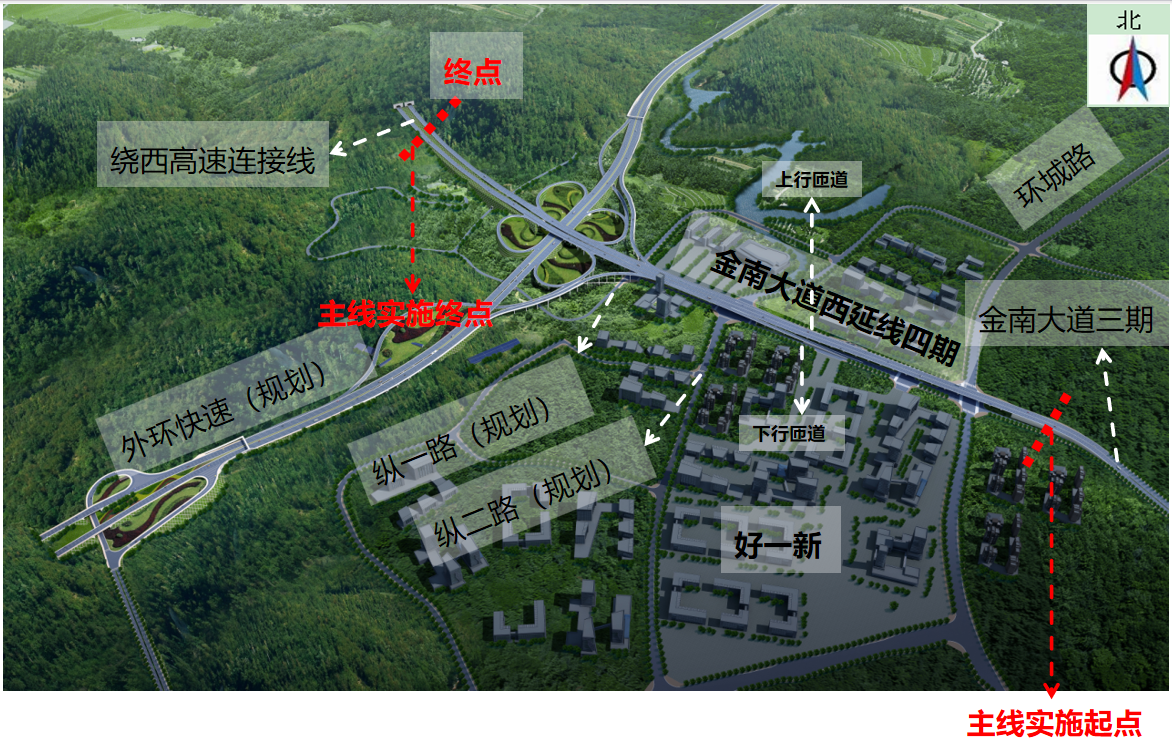 北
终点
绕西高速连接线
环城路
上行匝道
金南大道西延线四期
主线实施终点
金南大道三期
外环快速（规划）
纵一路（规划）
下行匝道
纵二路（规划）
好一新
主线实施起点